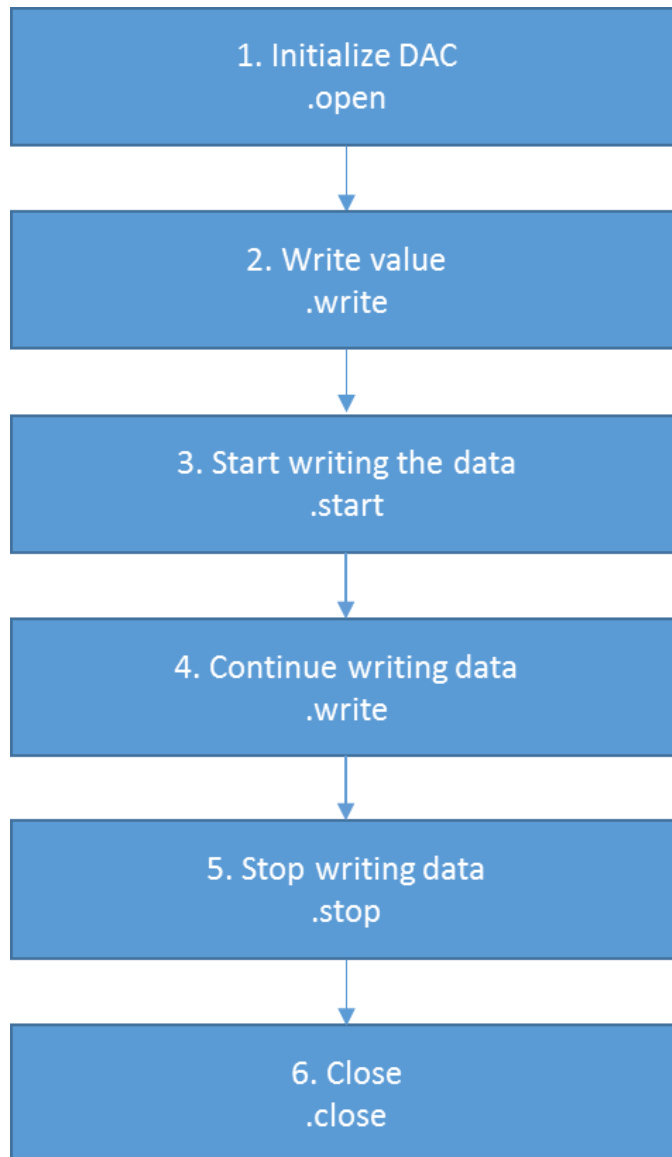 1. Initialize DAC
.open
2. Write value
.write
3. Start writing the data
.start
4. Continue writing data
.write
5. Stop writing data
.stop
6. Close
.close